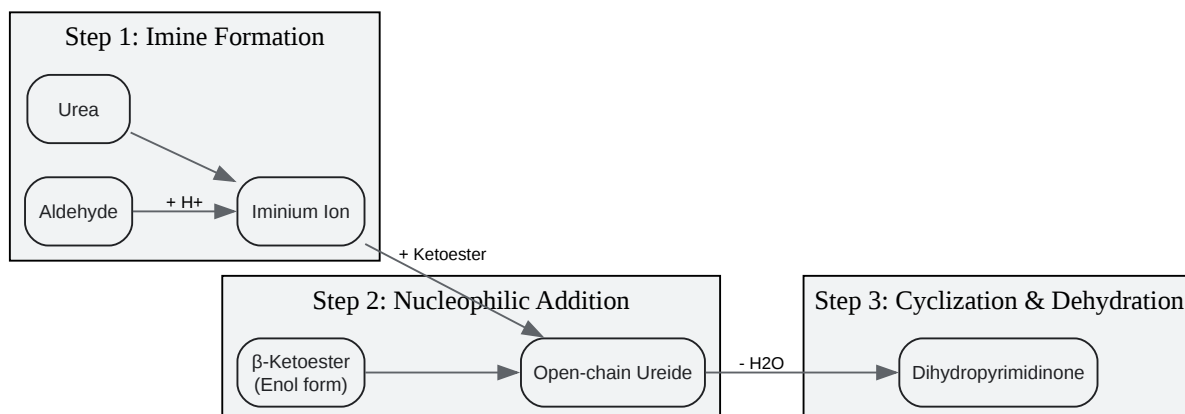 Step 1: Imine Formation
Urea
Aldehyde
+ H+
Iminium Ion
+ Ketoester
Step 2: Nucleophilic Addition
β-Ketoester
(Enol form)
Open-chain Ureide
- H2O
Step 3: Cyclization & Dehydration
Dihydropyrimidinone